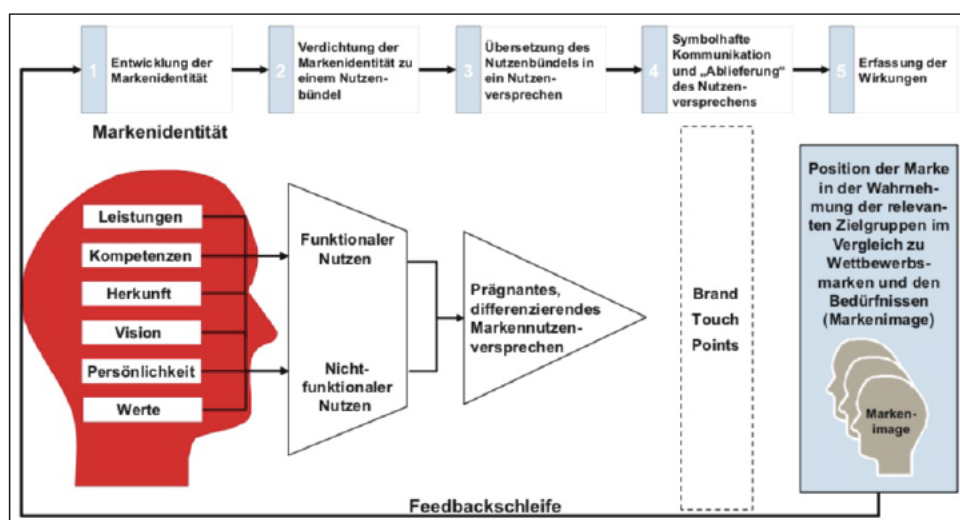 1
Entwicklung der
Markenidentität
2
Verdichtung der
Markenidentität zu
einem Nutzen-
bündel
3
Übersetzung des
Nutzenbündels in
ein Nutzen-
versprechen
4
Symbolhafte
Kommunikation
und „Ablieferung“
des Nutzen-
versprechens
5
Erfassung der
Wirkungen
Markenidentität
Leistungen
Kompetenzen
Herkunft
Vision
Persönlichkeit
Werte
Funktionaler
Nutzen
Nicht-
funktionaler
Nutzen
Prägnantes,
differenzierendes
Markennutzen-
versprechen
Brand
Touch
Points
Position der Marke
in der Wahrneh-
mung der relevan-
ten Zielgruppen im
Vergleich zu
Wettbewerbs-
marken und den
Bedürfnissen
(Markenimage)
Marken-
image
Feedbackschleife